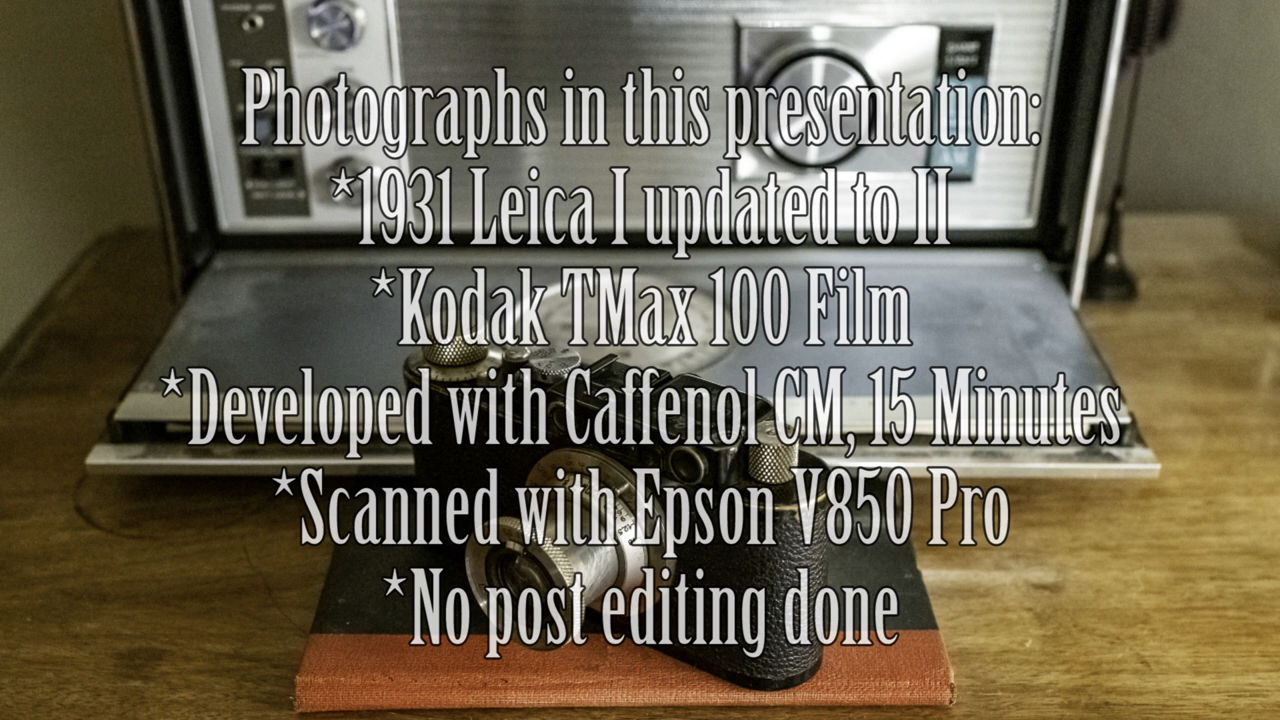 Photographs in this presentation:
*1931 Leica I updated to II
*Kodak TMax 100 Film
*Developed with Caffenol CM, 15 Minutes
*Scanned with Epson V850 Pro
*No post editing done